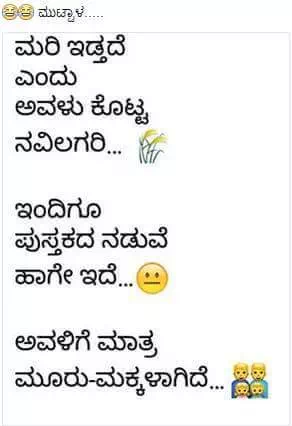 😂😂 ಮುಟ್ಟಾಳ.....
ಮರಿ ಇಡ್ತದೆ
ಎಂದು
ಅವಳು ಕೊಟ್ಟ
ನವಿಲಗರಿ... 🌾
ಇಂದಿಗೂ
ಪುಸ್ತಕದ ನಡುವೆ
ಹಾಗೇ ಇದೆ...😐
ಅವಳಿಗೆ ಮಾತ್ರ
ಮೂರು-ಮಕ್ಕಳಾಗಿದೆ... 👨‍👨‍👧‍👧